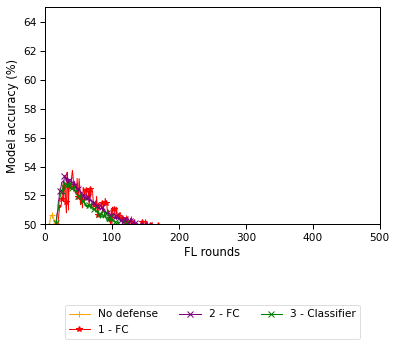 64
62
60
58
56
54
52
50
Model accuracy (%)
0 100 200 300 400 500
FL rounds
No defense 2 - FC 3 - Classifier
1 - FC